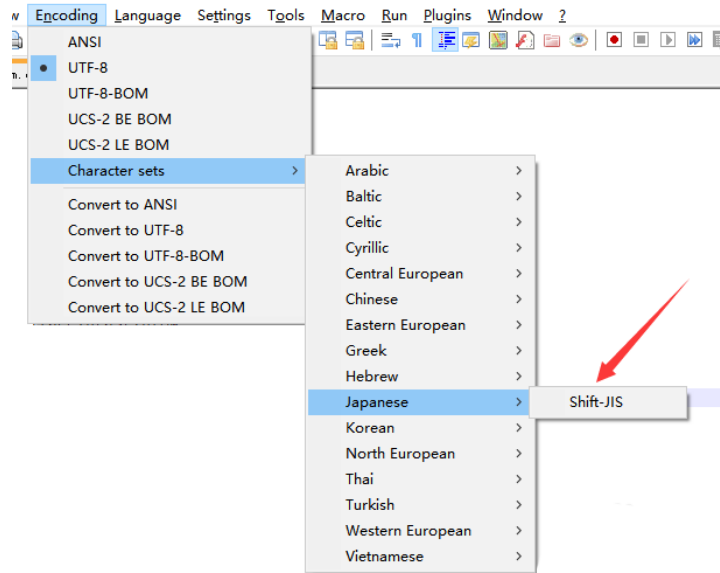 w Encoding Language Settings Tools Macro Run Plugins Window ?
ANSI
UTF-8
UTF-8-BOM
UCS-2 BE BOM
UCS-2 LE BOM
Character sets
Convert to ANSI
Convert to UTF-8
Convert to UTF-8-BOM
Convert to UCS-2 BE BOM
Convert to UCS-2 LE BOM
Arabic
Baltic
Celtic
Cyrillic
Central European
Chinese
Eastern European
Greek
Hebrew
Japanese
Korean
North European
Thai
Turkish
Western European
Vietnamese
Shift-JIS